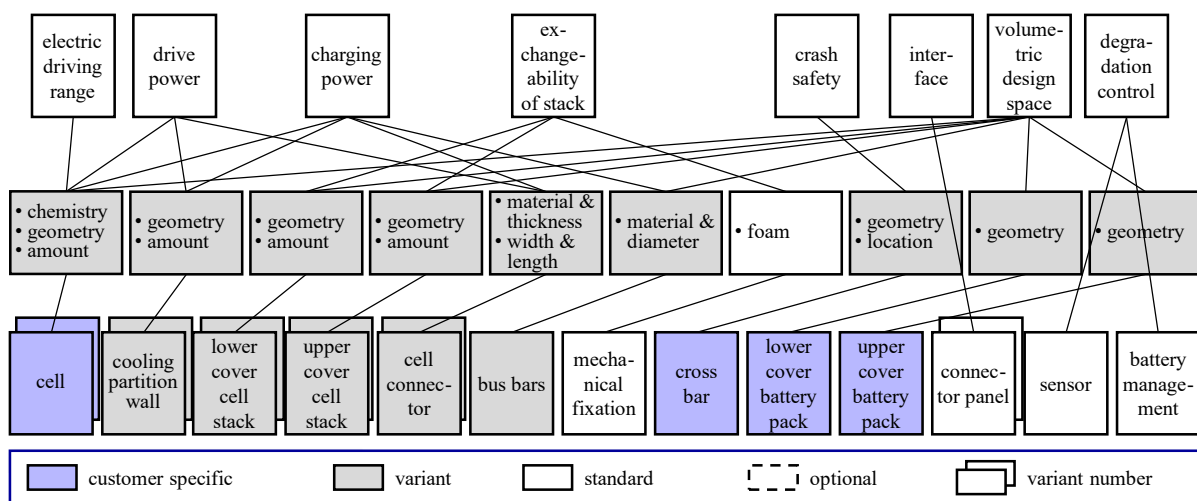 electric
driving
range
drive
power
charging
power
ex-
change-
ability
of stack
crash
safety
inter-
face
volume-
tric
design
space
degra-
dation
control
• chemistry
• geometry
• amount
• geometry
• amount
• geometry
• amount
• geometry
• amount
• material &
thickness
• width &
length
• material &
diameter
• foam
• geometry
• location
• geometry
• geometry
cell
cooling
partition
wall
lower
cover
cell
stack
upper
cover
cell
stack
cell
connec-
tor
bus bars
mecha-
nical
fixation
cross
bar
lower
cover
battery
pack
upper
cover
battery
pack
connec-
tor panel
sensor
battery
manage-
ment
customer specific
variant
standard
optional
variant number